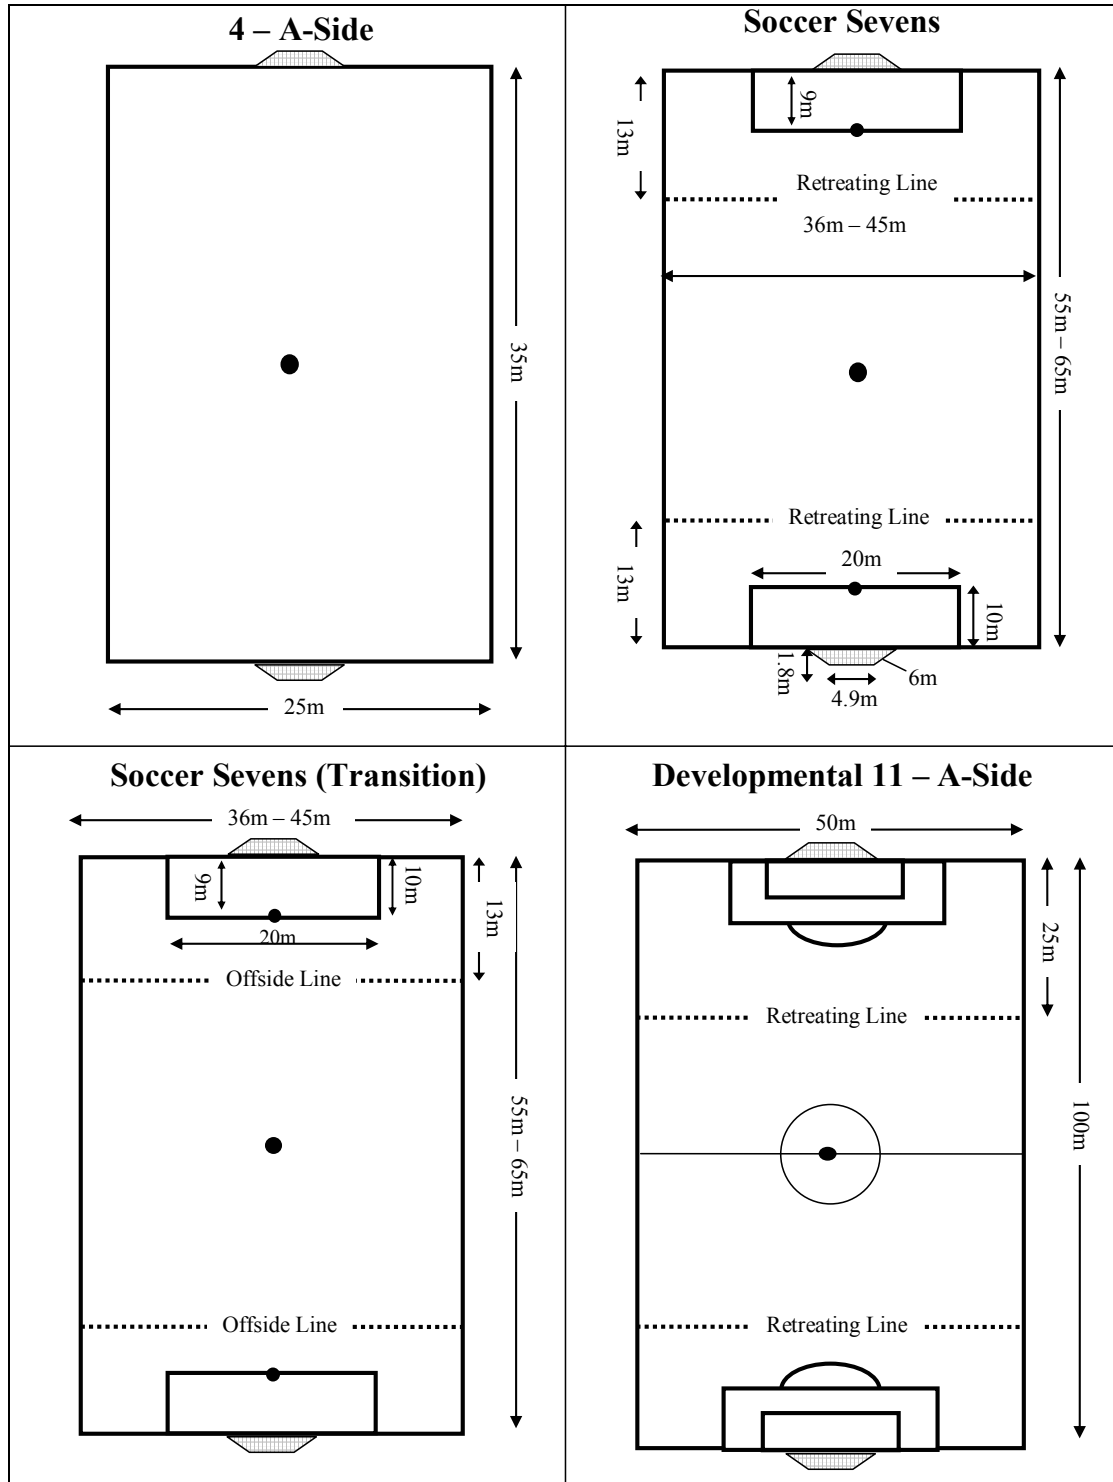 4 – A-Side
35m
25m
Soccer Sevens
9m
13m
Retreating Line
36m – 45m
55m – 65m
Retreating Line
20m
13m
10m
1.8m
6m
4.9m
Soccer Sevens (Transition)
36m – 45m
9m
10m
13m
20m
Offside Line
55m – 65m
Offside Line
Developmental 11 – A-Side
50m
25m
Retreating Line
100m
Retreating Line